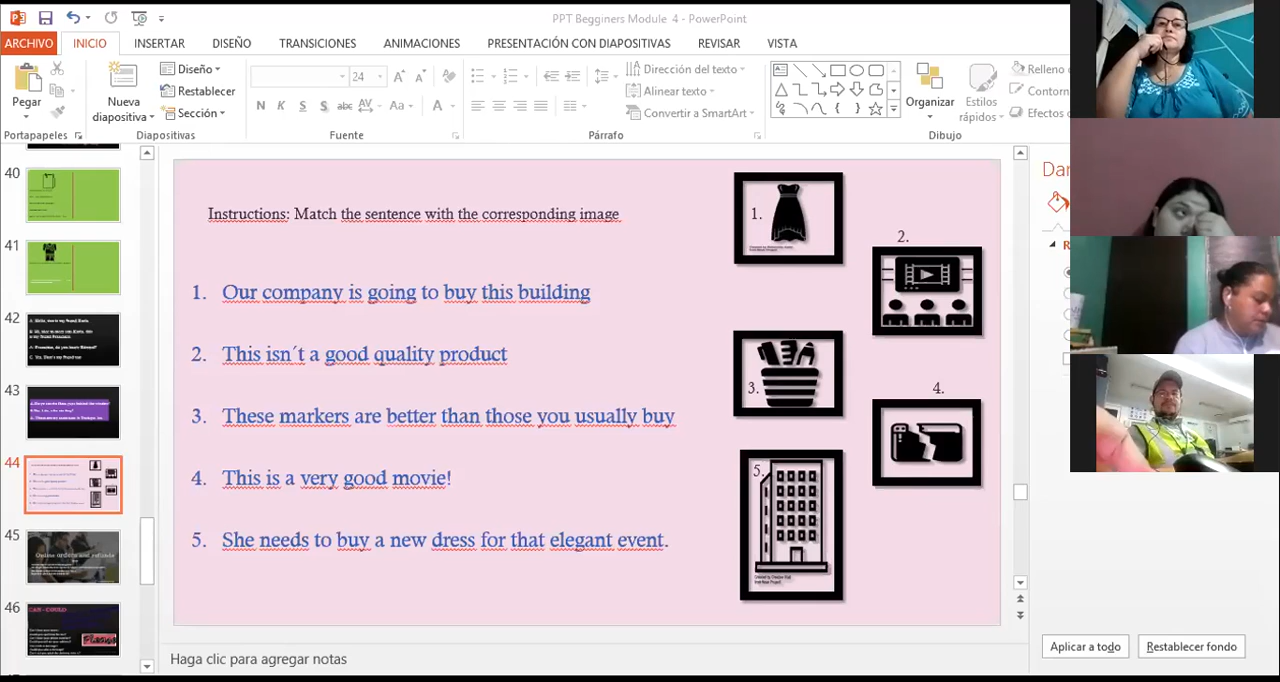 PPT Begginers Module 4 - PowerPoint
ARCHIVO INICIO INSERTAR DISEÑO TRANSICIONES ANIMACIONES PRESENTACIÓN CON DIAPOSITIVAS REVISAR VISTA
Pegar
Portapapeles
Nueva diapositiva
Diseño
Restablecer
Sección
Diapositivas
24
N K S S abc AV Aa A
Fuente
Dirección del texto
Alinear texto
Convertir a SmartArt
Párrafo
Organizar
Estilos rápidos
Relleno
Contorn
Efectos
Dibujo
40
41
42
43
44
45
46
Online orders and refunds
CAN - COULD
Instructions: Match the sentence with the corresponding image
1. Our company is going to buy this building
2. This isn´t a good quality product
3. These markers are better than those you usually buy
4. This is a very good movie!
5. She needs to buy a new dress for that elegant event.
1.
2.
3.
4.
5.
Haga clic para agregar notas
Aplicar a todo
Restablecer fondo